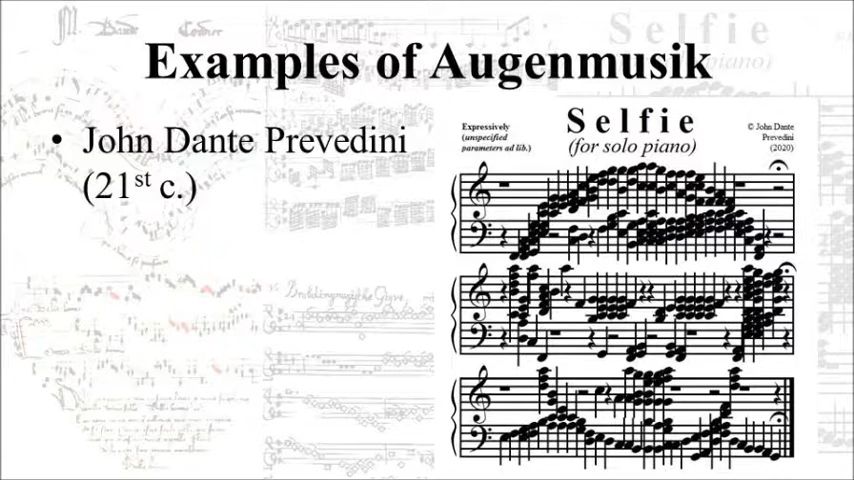 Examples of Augenmusik
• John Dante Prevedini
(21st c.)
Selfie
(for solo piano)
Expressively
(unspecified
parameters ad lib.)
© John Dante
Prevedini
(2020)